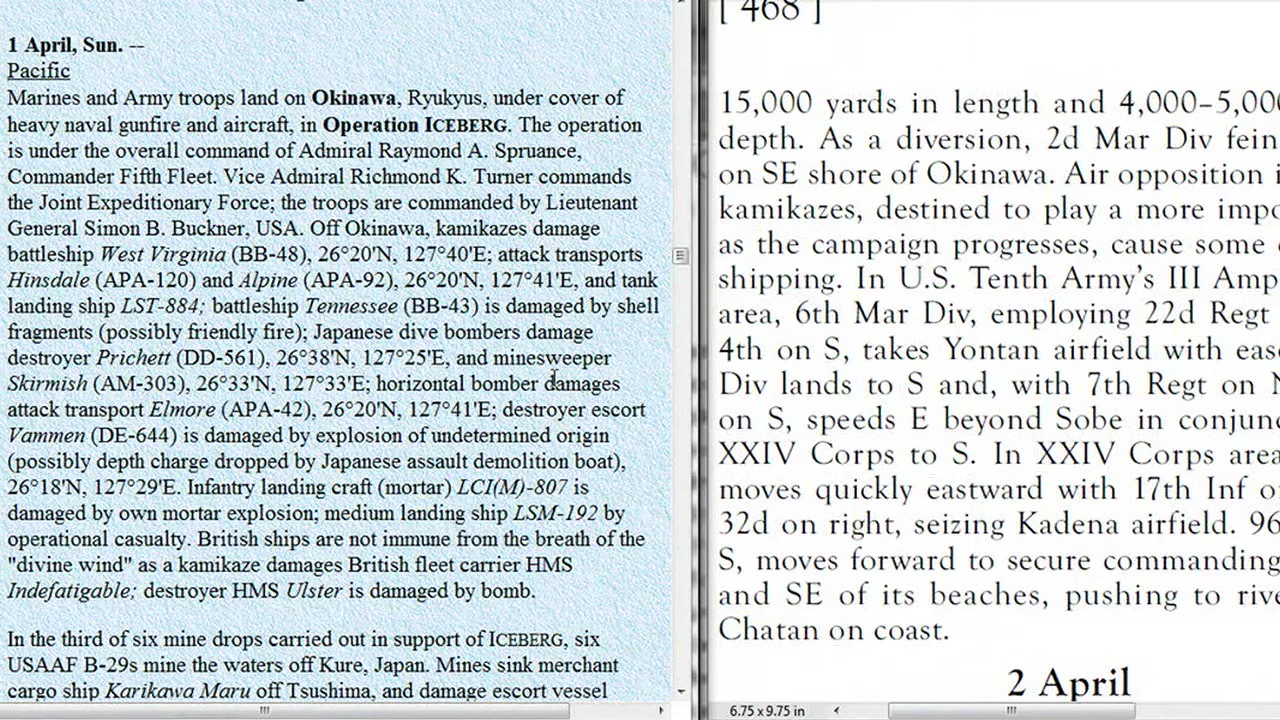 1 April, Sun. --
Pacific
Marines and Army troops land on Okinawa, Ryukyus, under cover of
heavy naval gunfire and aircraft, in Operation ICEBERG. The operation
is under the overall command of Admiral Raymond A. Spruance,
Commander Fifth Fleet. Vice Admiral Richmond K. Turner commands
the Joint Expeditionary Force; the troops are commanded by Lieutenant
General Simon B. Buckner, USA. Off Okinawa, kamikazes damage
battleship West Virginia (BB-48), 26°20'N, 127°40'E; attack transports
Hinsdale (APA-120) and Alpine (APA-92), 26°20'N, 127°41'E, and tank
landing ship LST-884; battleship Tennessee (BB-43) is damaged by shell
fragments (possibly friendly fire); Japanese dive bombers damage
destroyer Prichett (DD-561), 26°38'N, 127°25'E, and minesweeper
Skirmish (AM-303), 26°33'N, 127°33'E; horizontal bomber damages
attack transport Elmore (APA-42), 26°20'N, 127°41'E; destroyer escort
Vammen (DE-644) is damaged by explosion of undetermined origin
(possibly depth charge dropped by Japanese assault demolition boat),
26°18'N, 127°29'E. Infantry landing craft (mortar) LCI(M)-807 is
damaged by own mortar explosion; medium landing ship LSM-192 by
operational casualty. British ships are not immune from the breath of the
"divine wind" as a kamikaze damages British fleet carrier HMS
Indefatigable; destroyer HMS Ulster is damaged by bomb.
In the third of six mine drops carried out in support of ICEBERG, six
USAAF B-29s mine the waters off Kure, Japan. Mines sink merchant
cargo ship Karikawa Maru off Tsushima, and damage escort vessel
[ 468 ]
15,000 yards in length and 4,000–5,00
depth. As a diversion, 2d Mar Div fein
on SE shore of Okinawa. Air opposition i
kamikazes, destined to play a more impo
as the campaign progresses, cause some
shipping. In U.S. Tenth Army's III Amp
area, 6th Mar Div, employing 22d Regt
4th on S, takes Yontan airfield with eas
Div lands to S and, with 7th Regt on N
on S, speeds E beyond Sobe in conjun
XXIV Corps to S. In XXIV Corps area
moves quickly eastward with 17th Inf o
32d on right, seizing Kadena airfield. 96
S, moves forward to secure commanding
and SE of its beaches, pushing to rive
Chatan on coast.
2 April
6.75 x 9.75 in